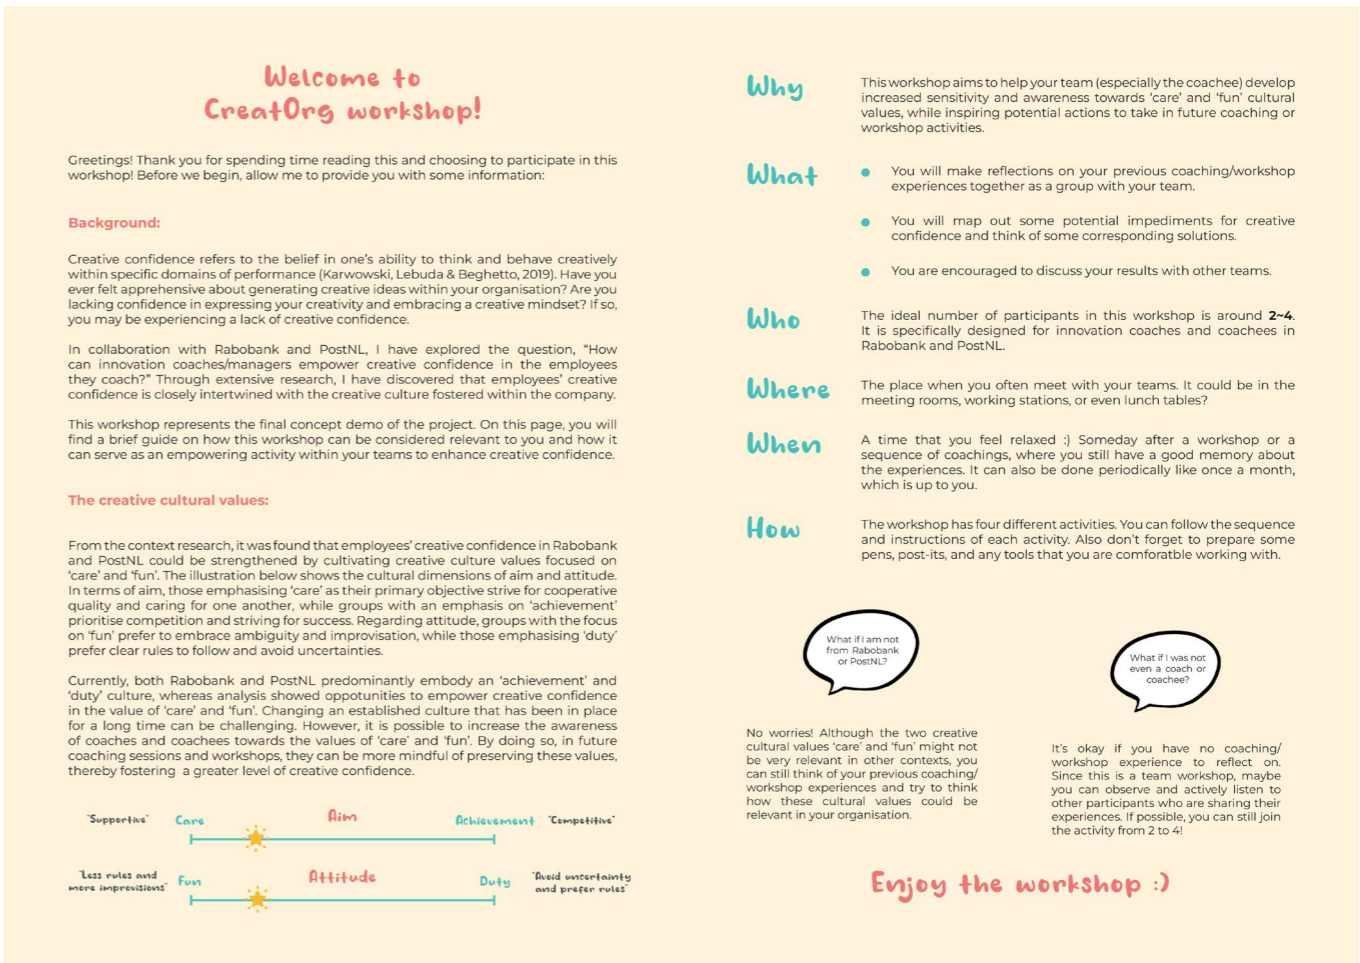 Welcome to
CreatOrg workshop!
Greetings! Thank you for spending time reading this and choosing to participate in this
workshop! Before we begin, allow me to provide you with some information:
Background:
Creative confidence refers to the belief in one's ability to think and behave creatively
within specific domains of performance (Karwowski, Lebuda & Beghetto, 2019). Have you
ever felt apprehensive about generating creative ideas within your organisation? Are you
lacking confidence in expressing your creativity and embracing a creative mindset? If so,
you may be experiencing a lack of creative confidence.
In collaboration with Rabobank and PostNL, I have explored the question, “How
can innovation coaches/managers empower creative confidence in the employees
they coach?” Through extensive research, I have discovered that employees’ creative
confidence is closely intertwined with the creative culture fostered within the company.
This workshop represents the final concept demo of the project. On this page, you will
find a brief guide on how this workshop can be considered relevant to you and how it
can serve as an empowering activity within your teams to enhance creative confidence.
The creative cultural values:
From the context research, it was found that employees’ creative confidence in Rabobank
and PostNL could be strengthened by cultivating creative culture values focused on
‘care’ and ‘fun’. The illustration below shows the cultural dimensions of aim and attitude.
In terms of aim, those emphasising ‘care’ as their primary objective strive for cooperative
quality and caring for one another, while groups with an emphasis on ‘achievement’
prioritise competition and striving for success. Regarding attitude, groups with the focus
on ‘fun’ prefer to embrace ambiguity and improvisation, while those emphasising ‘duty’
prefer clear rules to follow and avoid uncertainties.
Currently, both Rabobank and PostNL predominantly embody an ‘achievement’ and
‘duty’ culture, whereas analysis showed oppotunities to empower creative confidence
in the value of ‘care’ and ‘fun’. Changing an established culture that has been in place
for a long time can be challenging. However, it is possible to increase the awareness
of coaches and coachees towards the values of ‘care’ and ‘fun’. By doing so, in future
coaching sessions and workshops, they can be more mindful of preserving these values,
thereby fostering a greater level of creative confidence.
"Supportive" Care Aim Achievement "Competitive"
"Less rules and
more improvisions" Fun Attitude Duty "Avoid uncertainty
and prefer rules"
Why
This workshop aims to help your team (especially the coachee) develop
increased sensitivity and awareness towards ‘care’ and ‘fun’ cultural
values, while inspiring potential actions to take in future coaching or
workshop activities.
What
● You will make reflections on your previous coaching/workshop
experiences together as a group with your team.
● You will map out some potential impediments for creative
confidence and think of some corresponding solutions.
● You are encouraged to discuss your results with other teams.
Who
The ideal number of participants in this workshop is around 2~4.
It is specifically designed for innovation coaches and coachees in
Rabobank and PostNL.
Where
The place when you often meet with your teams. It could be in the
meeting rooms, working stations, or even lunch tables?
When
A time that you feel relaxed :) Someday after a workshop or a
sequence of coachings, where you still have a good memory about
the experiences. It can also be done periodically like once a month,
which is up to you.
How
The workshop has four different activities. You can follow the sequence
and instructions of each activity. Also don’t forget to prepare some
pens, post-its, and any tools that you are comforatable working with.
What if I am not
from Rabobank
or PostNL?
No worries! Although the two creative
cultural values ‘care’ and ‘fun’ might not
be very relevant in other contexts, you
can still think of your previous coaching/
workshop experiences and try to think
how these cultural values could be
relevant in your organisation.
What if I was not
even a coach or
coachee?
It’s okay if you have no coaching/
workshop experience to reflect on.
Since this is a team workshop, maybe
you can observe and actively listen to
other participants who are sharing their
experiences. If possible, you can still join
the activity from 2 to 4!
Enjoy the workshop :)